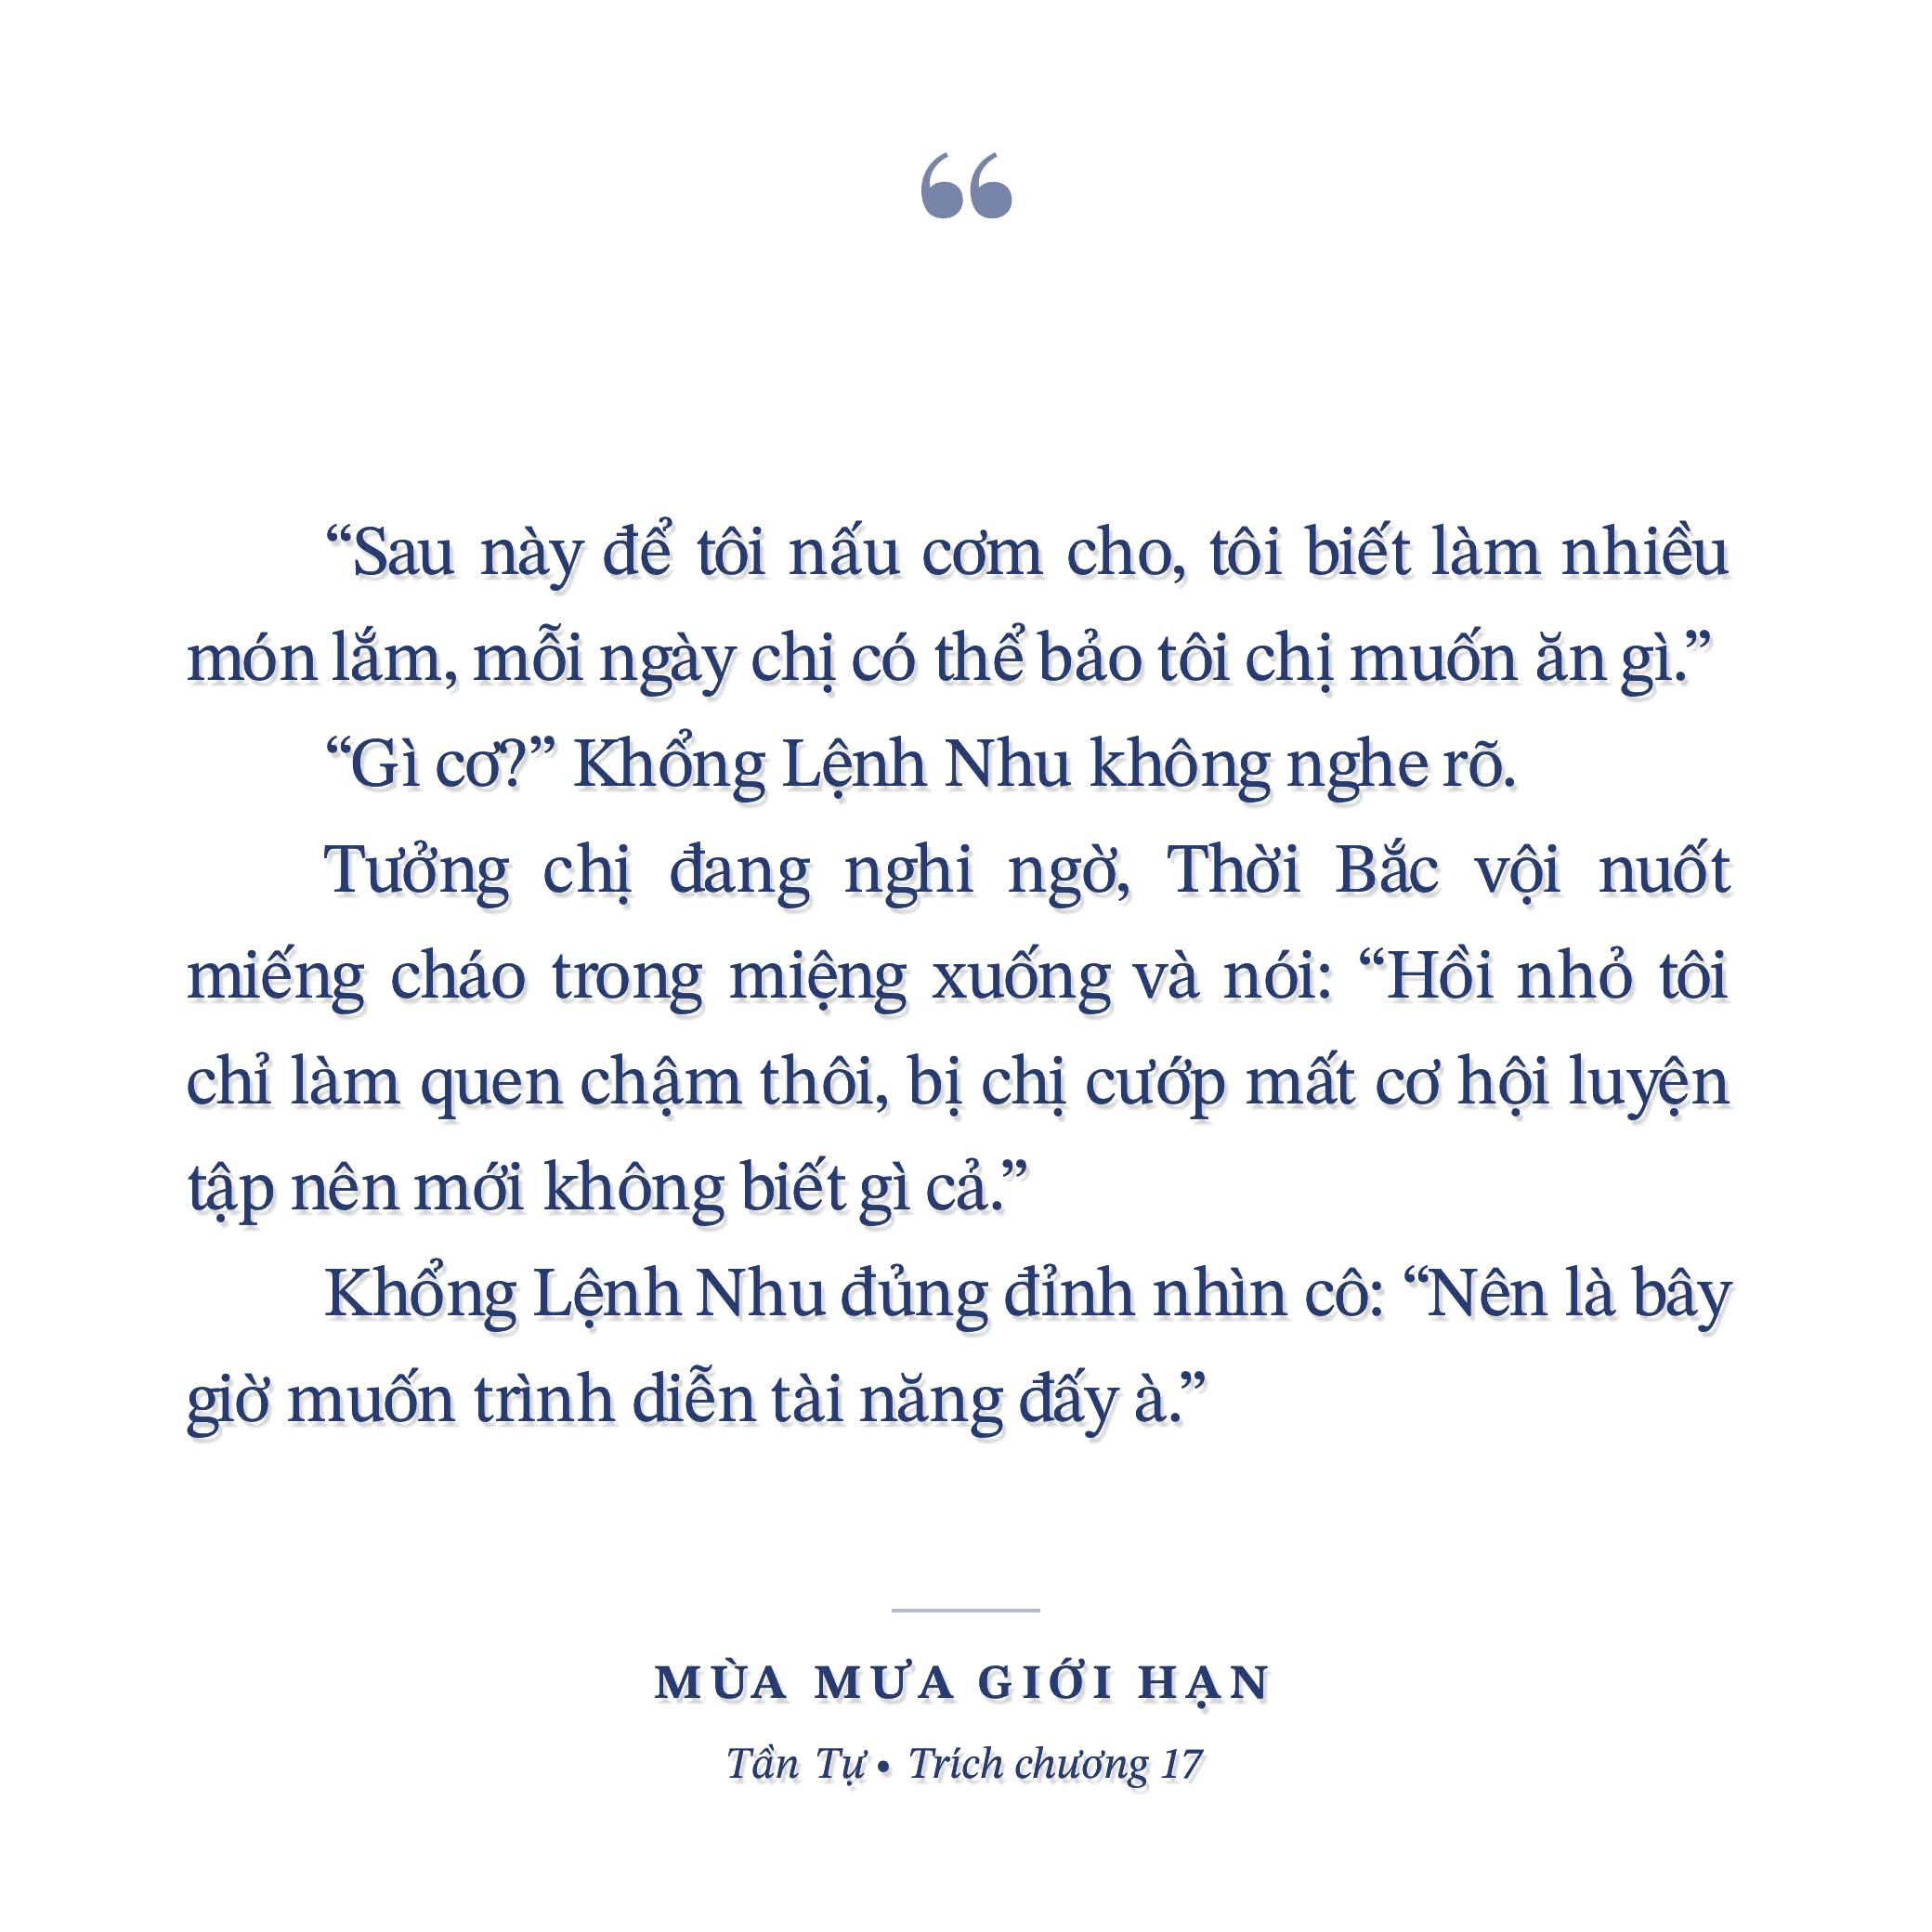 “
“Sau này để tôi nấu cơm cho, tôi biết làm nhiều
món lắm, mỗi ngày chị có thể bảo tôi chị muốn ăn gì.”
“Gì cơ?” Khổng Lệnh Nhu không nghe rõ.
Tưởng chị đang nghi ngờ, Thời Bắc vội nuốt
miếng cháo trong miệng xuống và nói: “Hồi nhỏ tôi
chỉ làm quen chậm thôi, bị chị cướp mất cơ hội luyện
tập nên mới không biết gì cả.”
Khổng Lệnh Nhu đủng đỉnh nhìn cô: “Nên là bây
giờ muốn trình diễn tài năng đấy à.”
MÙA MƯA GIỚI HẠN
Tần Tự • Trích chương 17